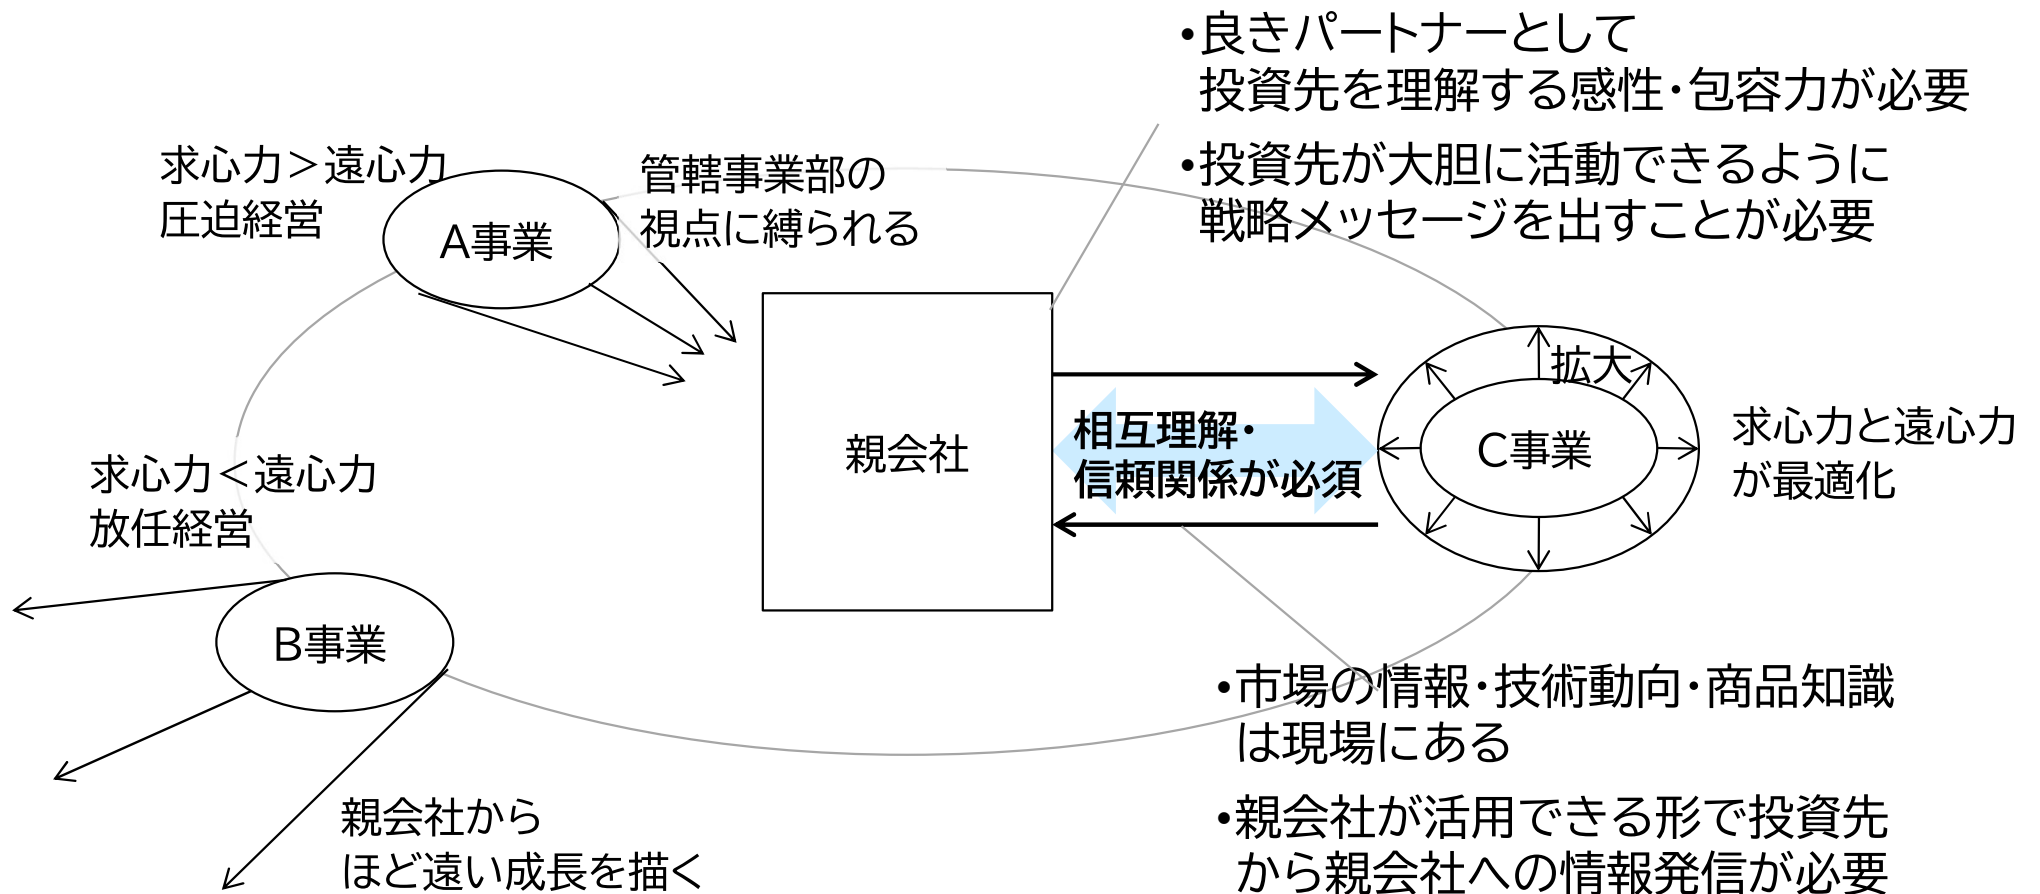 ・良きパートナーとして
投資先を理解する感性・包容力が必要
・投資先が大胆に活動できるように
戦略メッセージを出すことが必要
求心力＞遠心力
圧迫経営
A事業
管轄事業部の
視点に縛られる
親会社
相互理解・
信頼関係が必須
拡大
C事業
求心力と遠心力
が最適化
求心力＜遠心力
放任経営
B事業
親会社から
ほど遠い成長を描く
・市場の情報・技術動向・商品知識
は現場にある
・親会社が活用できる形で投資先
から親会社への情報発信が必要